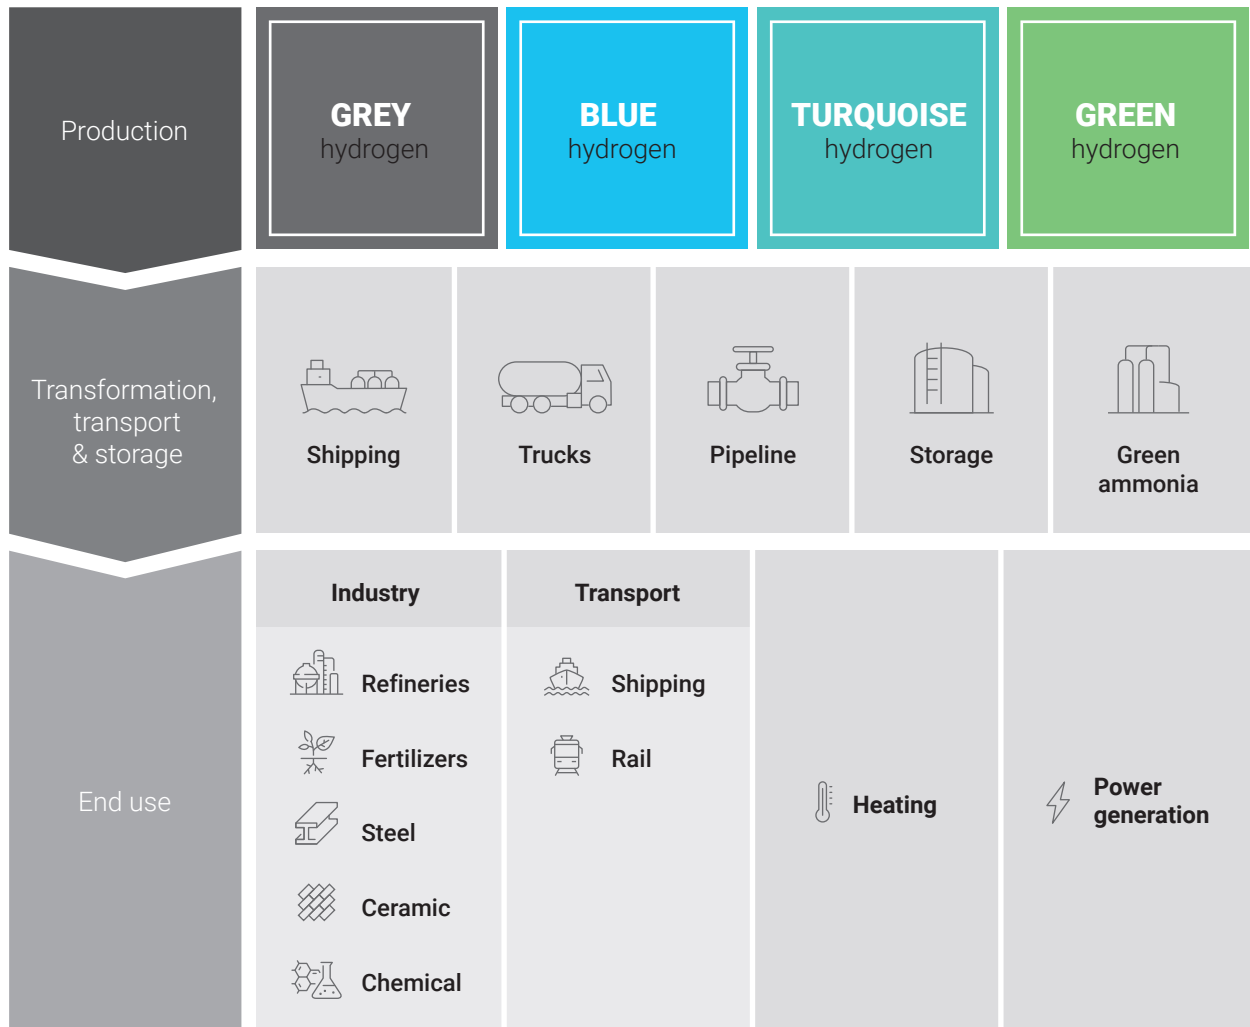 Production
GREY
hydrogen
BLUE
hydrogen
TURQUOISE
hydrogen
GREEN
hydrogen
Transformation,
transport
& storage
Shipping
Trucks
Pipeline
Storage
Green
ammonia
End use
Industry
Refineries
Fertilizers
Steel
Ceramic
Chemical
Transport
Shipping
Rail
Heating
Power
generation